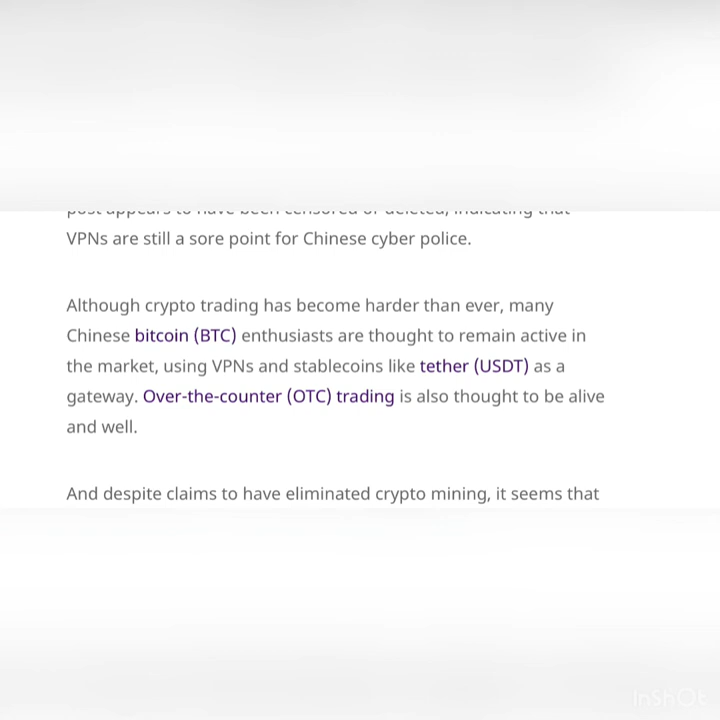 VPNs are still a sore point for Chinese cyber police.
Although crypto trading has become harder than ever, many
Chinese bitcoin (BTC) enthusiasts are thought to remain active in
the market, using VPNs and stablecoins like tether (USDT) as a
gateway. Over-the-counter (OTC) trading is also thought to be alive
and well.
And despite claims to have eliminated crypto mining, it seems that
InShOt